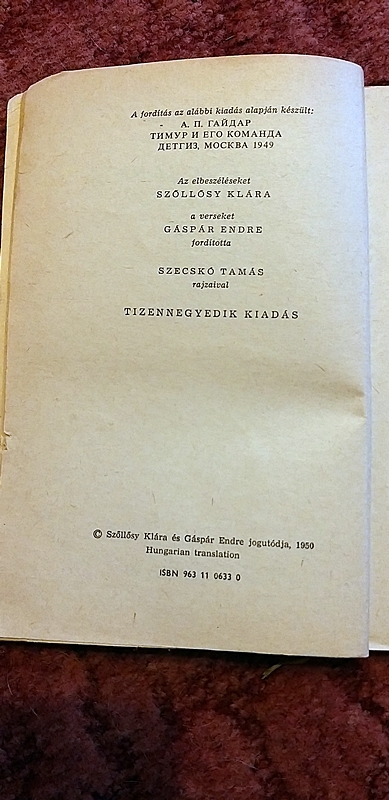 A fordítás az alábbi kiadás alapján készült:
А. П. ГАЙДАР
ТИМУР И ЕГО КОМАНДА
ДЕТГИЗ, МОСКВА 1949
Az elbeszéléseket
SZŐLLŐSY KLÁRA
a verseket
GÁSPÁR ENDRE
fordította
SZECSKÓ TAMÁS
rajzaival
TIZENNEGYEDIK KIADÁS
© Szőllősy Klára és Gáspár Endre jogutódja, 1950
Hungarian translation
ISBN 963 11 0633 0